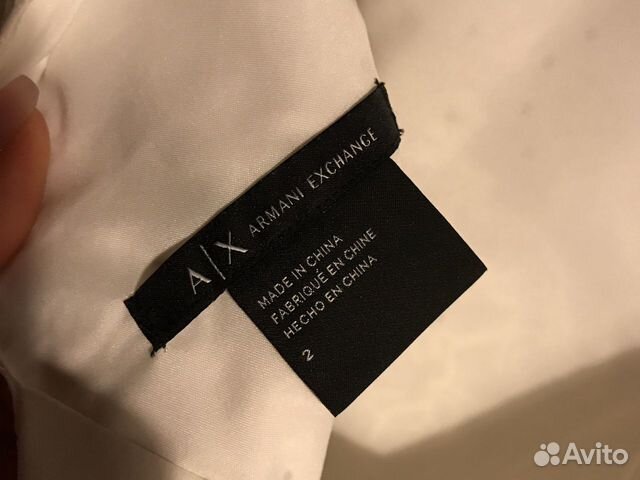 A|X ARMANI EXCHANGE
MADE IN CHINA
FABRIQUÉ EN CHINE
HECHO EN CHINA
2
Avito